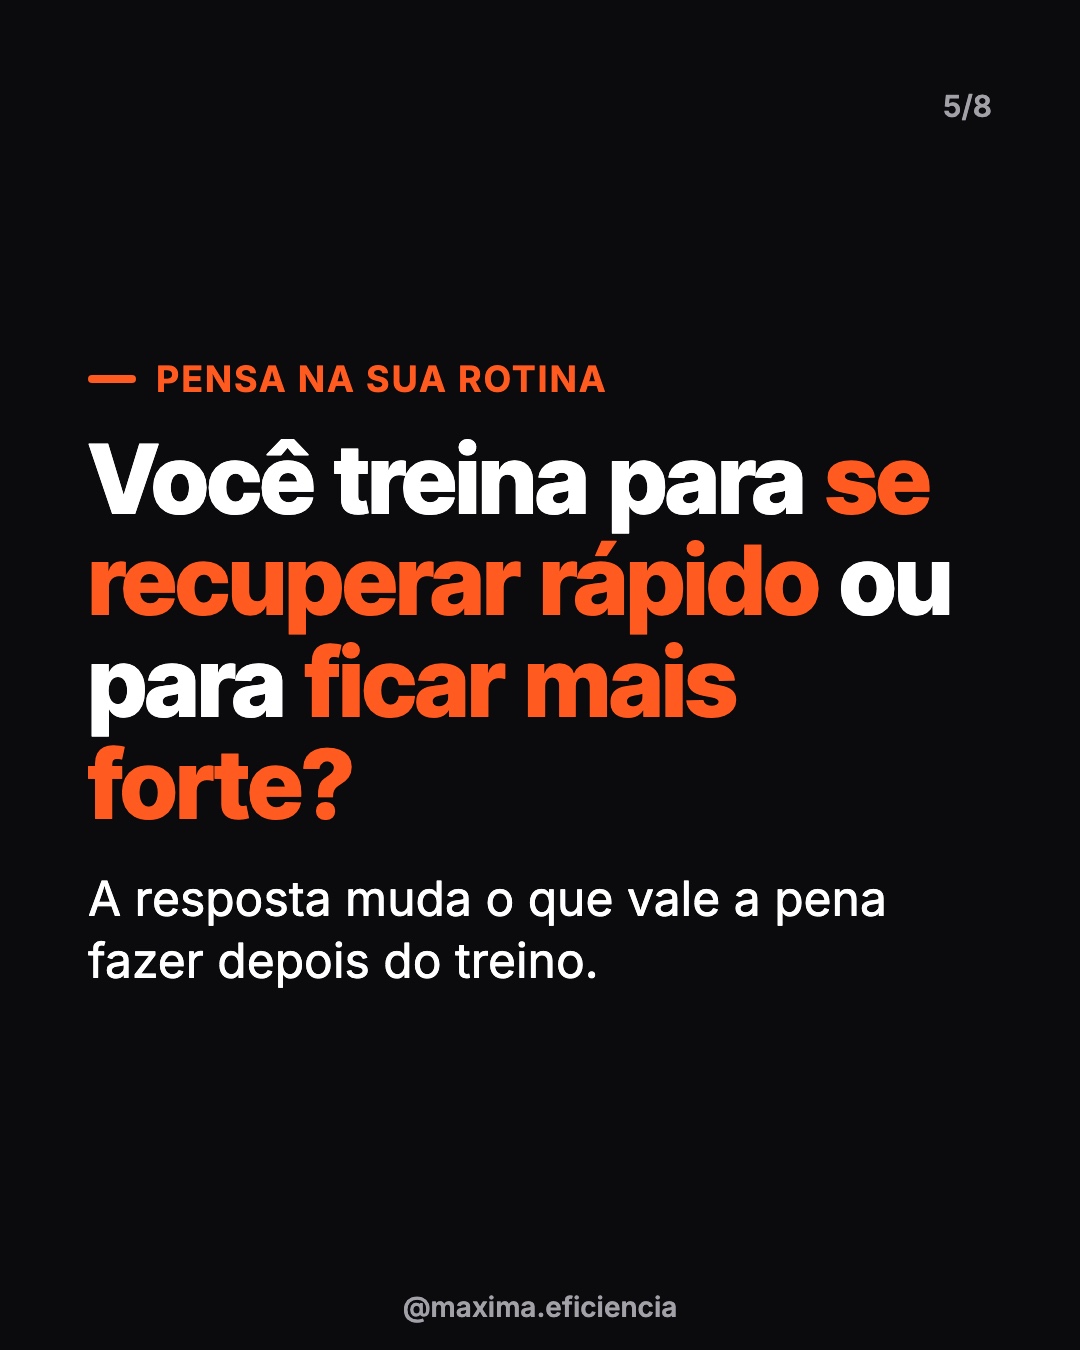 5/8
PENSA NA SUA ROTINA
Você treina para se
recuperar rápido ou
para ficar mais
forte?
A resposta muda o que vale a pena
fazer depois do treino.
@maxima.eficiencia